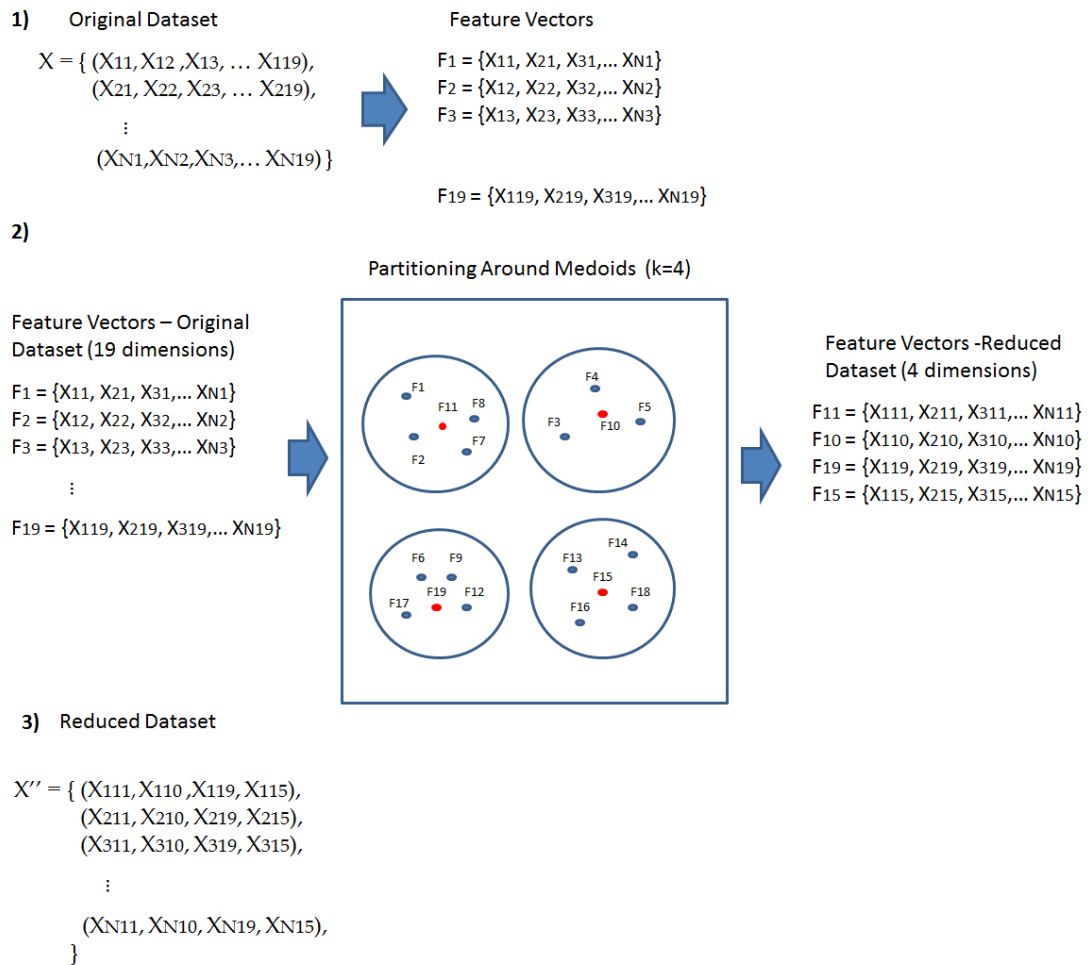 1) Original Dataset
X = { (X11, X12 ,X13, … X119),
(X21, X22, X23, … X219),
⋮
(XN1,XN2,XN3,… XN19) }
Feature Vectors
F1 = {X11, X21, X31,... XN1}
F2 = {X12, X22, X32,... XN2}
F3 = {X13, X23, X33,... XN3}
F19 = {X119, X219, X319,... XN19}
2)
Partitioning Around Medoids (k=4)
Feature Vectors – Original
Dataset (19 dimensions)
F1 = {X11, X21, X31,... XN1}
F2 = {X12, X22, X32,... XN2}
F3 = {X13, X23, X33,... XN3}
⋮
F19 = {X119, X219, X319,... XN19}
F1
F11
F8
F2
F7
F4
F3
F10
F5
F6
F9
F17
F19
F12
F14
F13
F15
F16
F18
Feature Vectors -Reduced
Dataset (4 dimensions)
F11 = {X111, X211, X311,... XN11}
F10 = {X110, X210, X310,... XN10}
F19 = {X119, X219, X319,... XN19}
F15 = {X115, X215, X315,... XN15}
3) Reduced Dataset
X′′ = { (X111, X110 ,X119, X115),
(X211, X210, X219, X215),
(X311, X310, X319, X315),
⋮
(XN11, XN10, XN19, XN15),
}